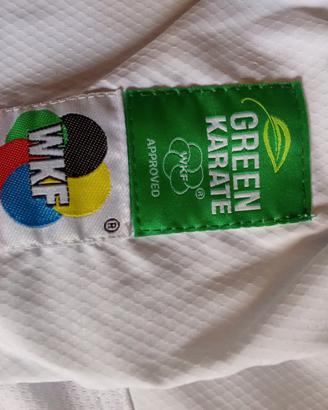 WKF
®
GREEN
KARATE
WKF
®
APPROVED